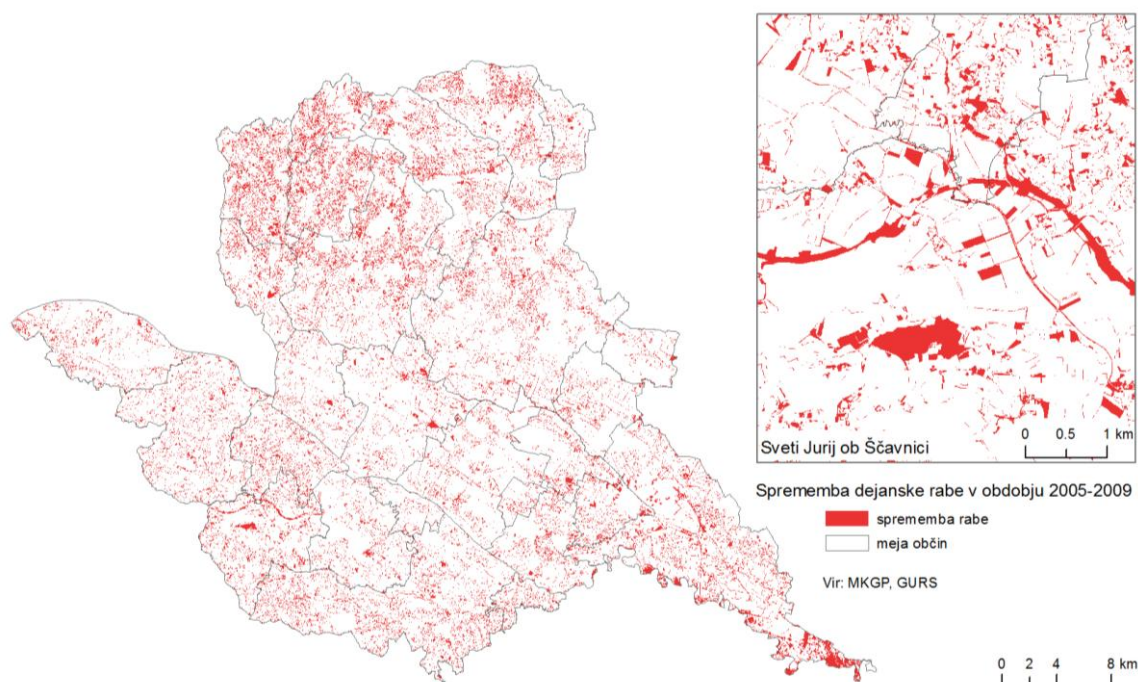 Sveti Jurij ob Ščavnici
0 0.5 1 km
Sprememba dejanske rabe v obdobju 2005-2009
sprememba rabe
meja občin
Vir: MKGP, GURS
0 2 4 8 km